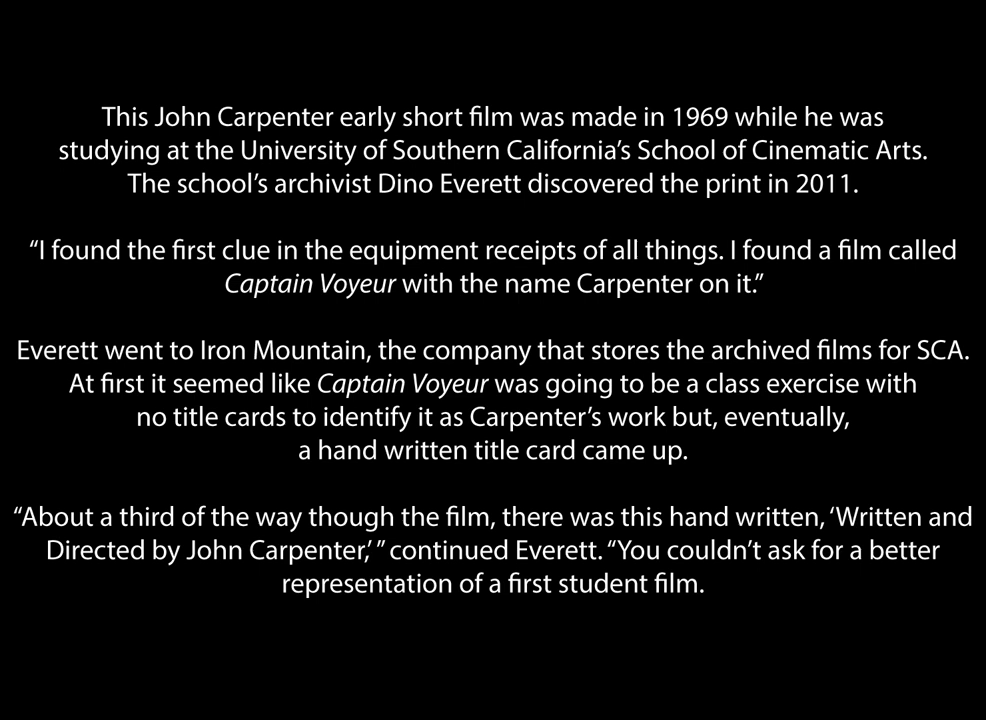 This John Carpenter early short film was made in 1969 while he was
studying at the University of Southern California’s School of Cinematic Arts.
The school’s archivist Dino Everett discovered the print in 2011.
“I found the first clue in the equipment receipts of all things. I found a film called
Captain Voyeur with the name Carpenter on it.”
Everett went to Iron Mountain, the company that stores the archived films for SCA.
At first it seemed like Captain Voyeur was going to be a class exercise with
no title cards to identify it as Carpenter’s work but, eventually,
a hand written title card came up.
“About a third of the way though the film, there was this hand written, ‘Written and
Directed by John Carpenter,’ ” continued Everett. “You couldn’t ask for a better
representation of a first student film.